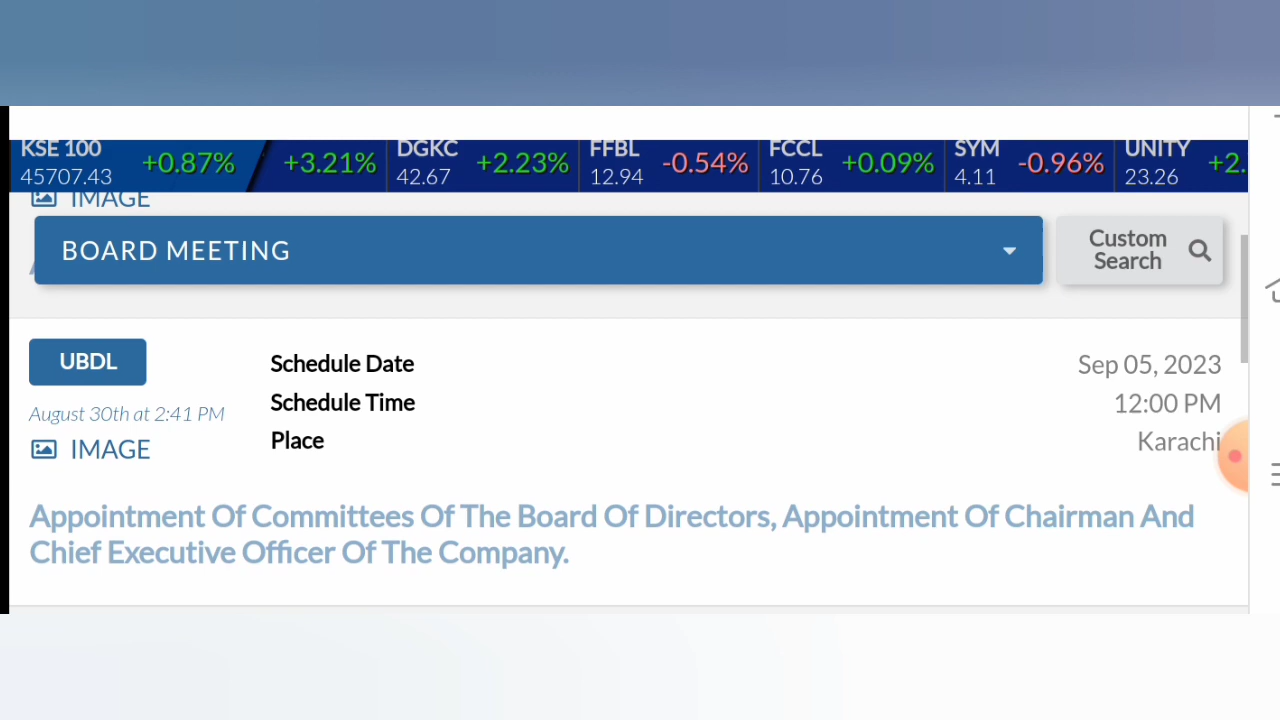 KSE 100 +0.87% +3.21% DGKC +2.23% FFBL -0.54% FCCL +0.09% SYM -0.96% UNITY +2.
45707.43 42.67 12.94 10.76 4.11 23.26
IMAGE
BOARD MEETING
Custom
Search
UBDL
Schedule Date Sep 05, 2023
Schedule Time 12:00 PM
August 30th at 2:41 PM
Place Karachi
IMAGE
Appointment Of Committees Of The Board Of Directors, Appointment Of Chairman And
Chief Executive Officer Of The Company.